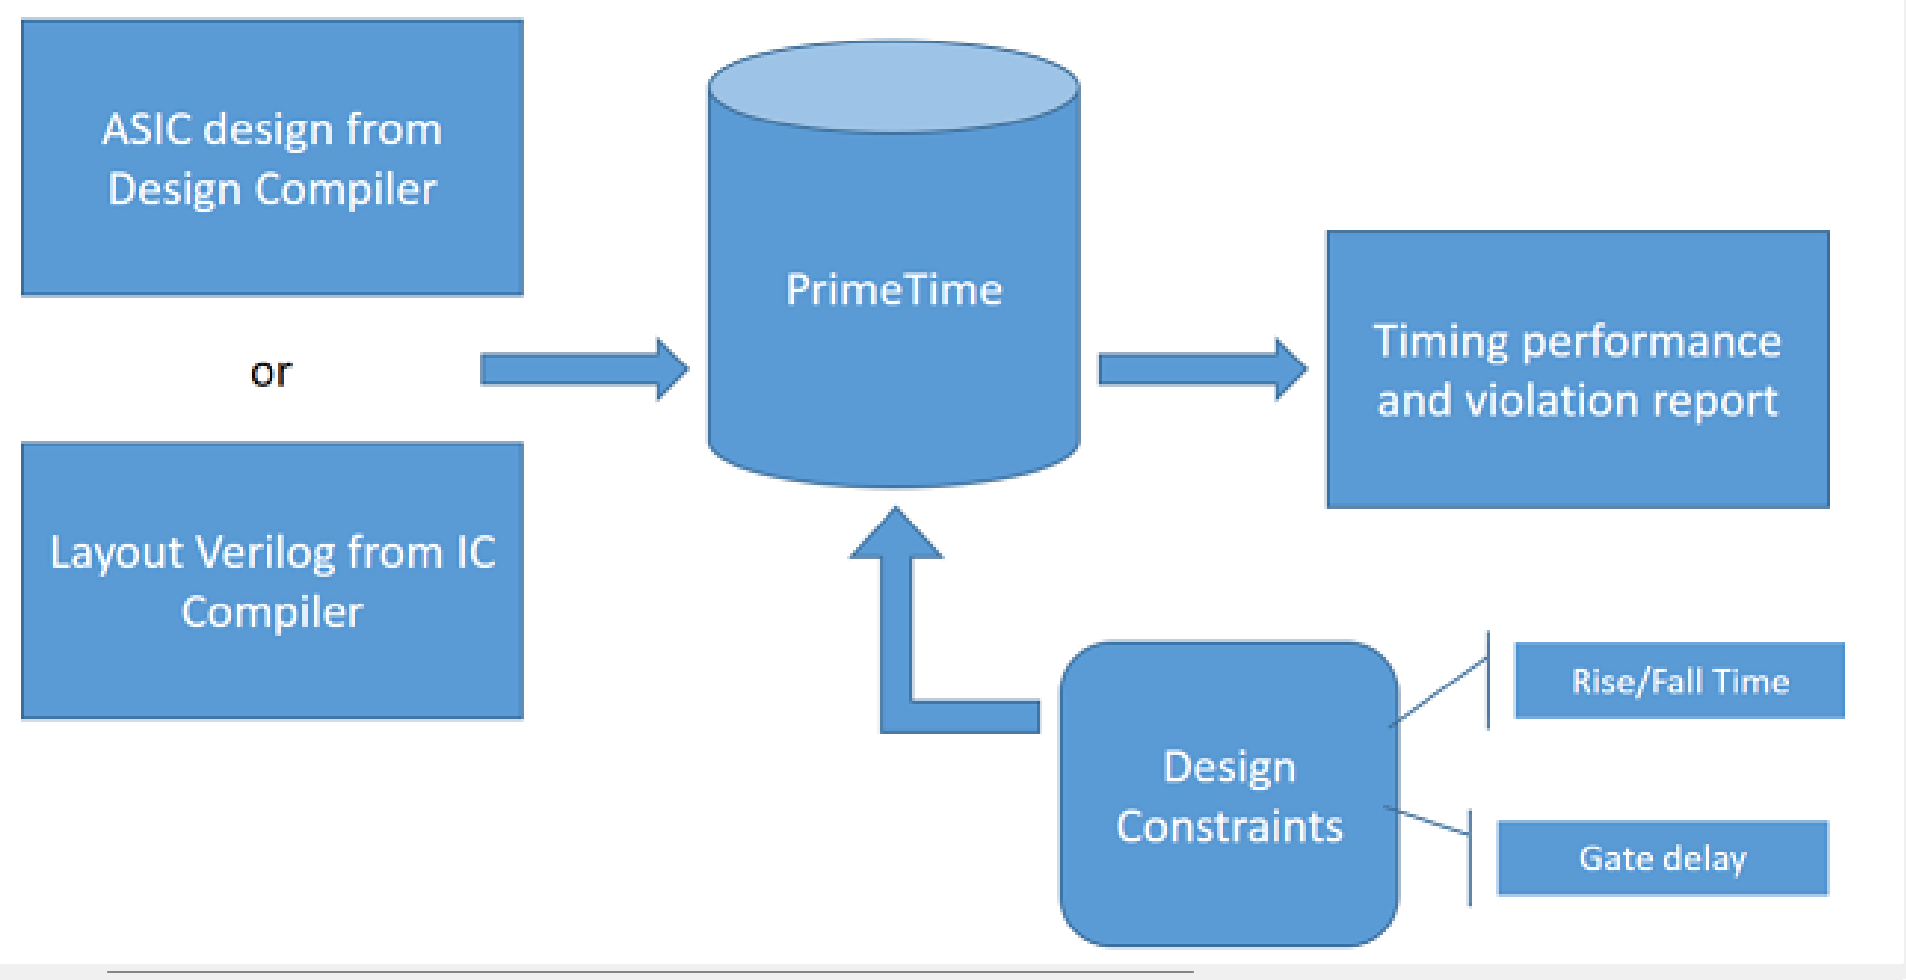 ASIC design from
Design Compiler
or
Layout Verilog from IC
Compiler
PrimeTime
Timing performance
and violation report
Design
Constraints
Rise/Fall Time
Gate delay